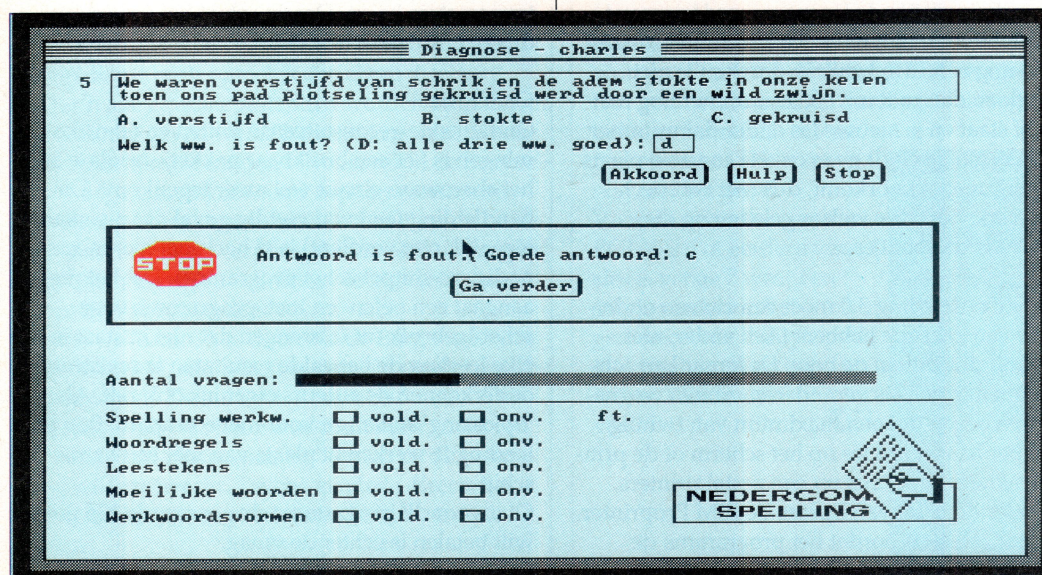 Diagnose - charles
5 We waren verstijfd van schrik en de adem stokte in onze kelen
toen ons pad plotseling gekruisd werd door een wild zwijn.
A. verstijfd B. stokte C. gekruisd
Welk ww. is fout? (D: alle drie ww. goed): d
Akkoord Hulp Stop
STOP Antwoord is fout! Goede antwoord: c
Ga verder
Aantal vragen:
Spelling werkw. vold. onv. ft.
Woordregels vold. onv.
Leestekens vold. onv.
Moeilijke woorden vold. onv.
Werkwoordsvormen vold. onv.
NEDERCOM
SPELLING